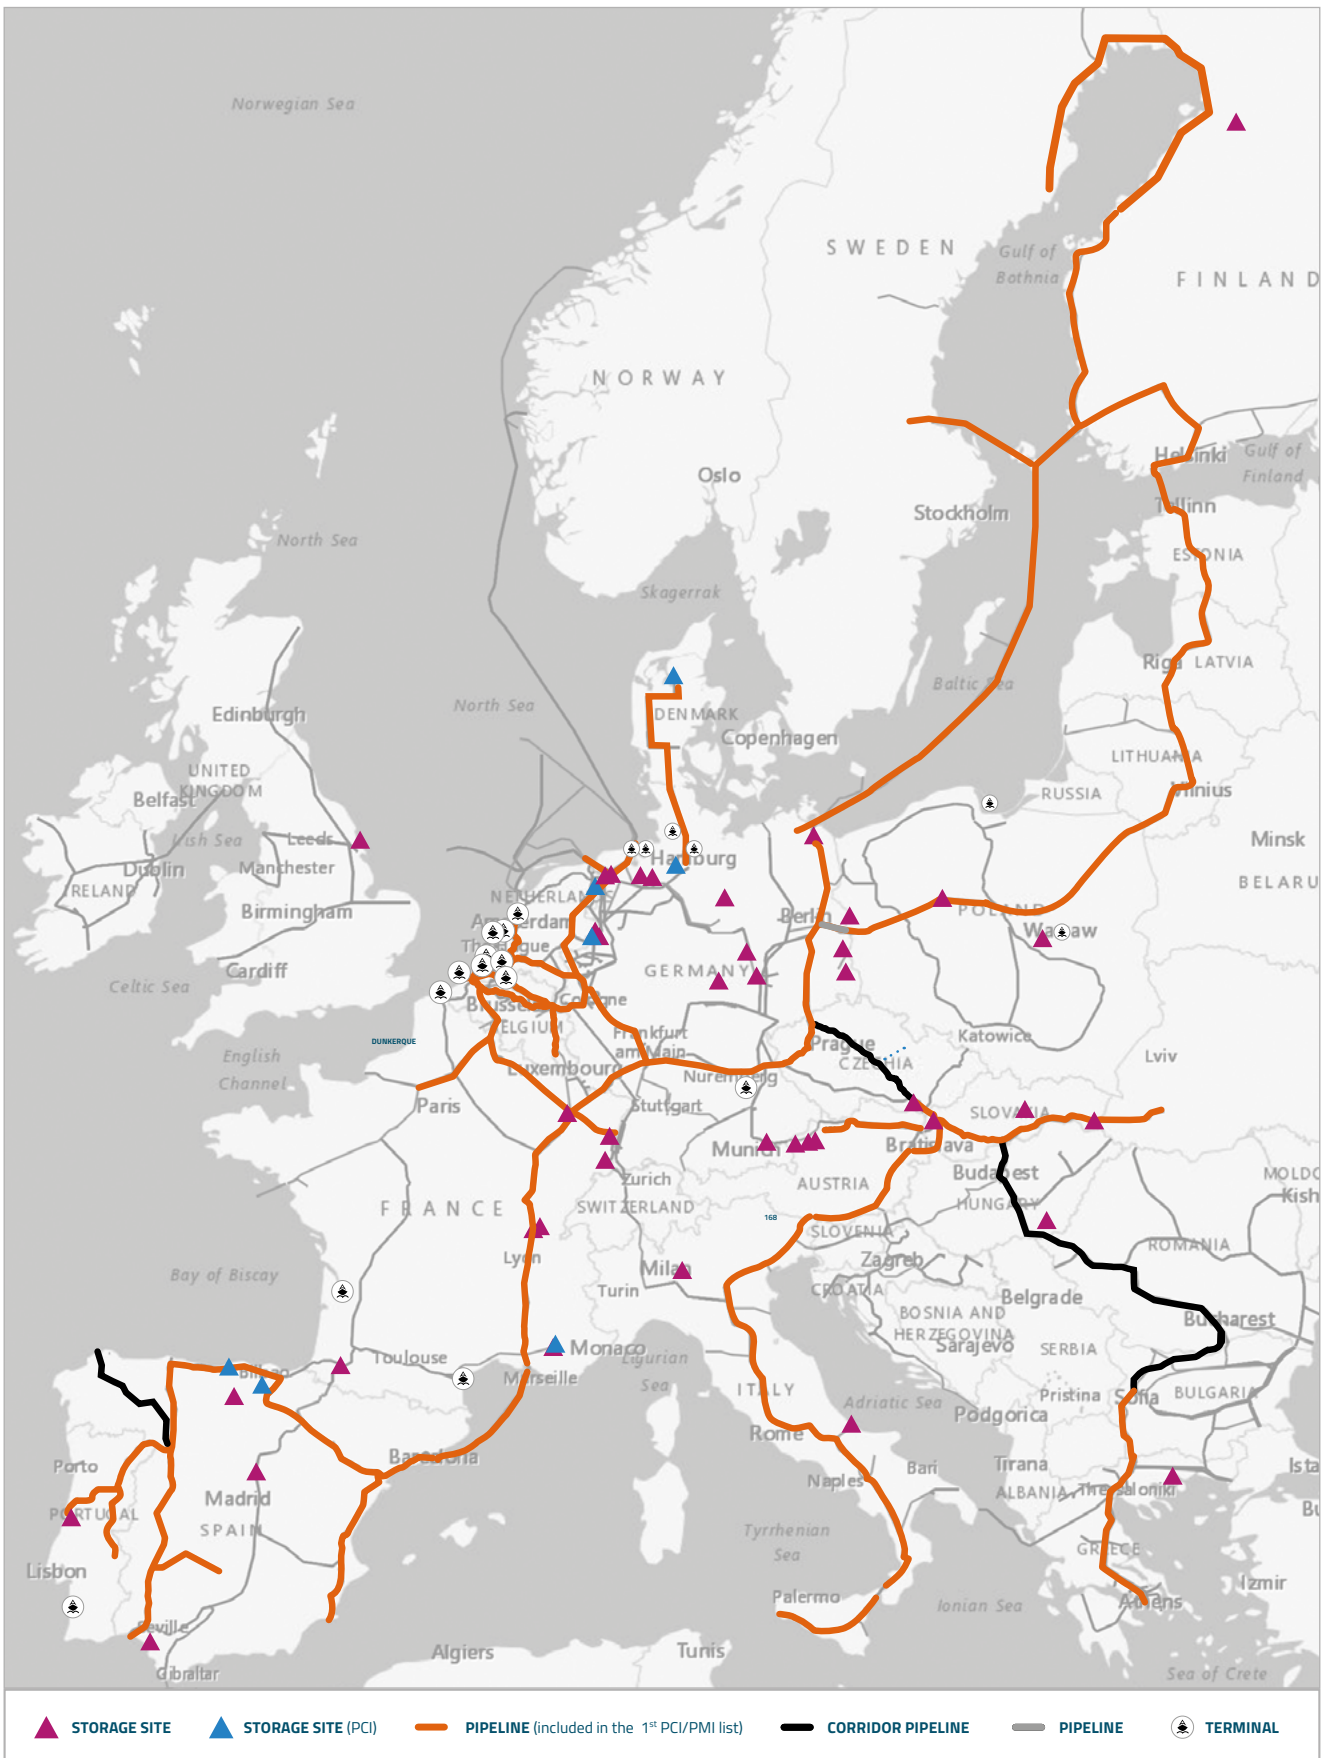 Norwegian Sea
SWEDEN
Gulf of
Bothnia
FINLAND
NORWAY
Oslo
Helsinki
Gulf of
Finland
Stockholm
Tallinn
ESTONIA
North Sea
Skagerrak
Riga
LATVIA
Baltic Sea
North Sea
DENMARK
Edinburgh
Copenhagen
LITHUANIA
UNITED
KINGDOM
Belfast
RUSSIA
Vilnius
Irish Sea
Leeds
Minsk
Dublin
Manchester
Hamburg
IRELAND
NETHERLANDS
BELARU
Birmingham
Amsterdam
Berlin
POLAND
Warsaw
The Hague
Cardiff
GERMANY
Celtic Sea
Brussels
Cologne
BELGIUM
Frankfurt
am Main
Katowice
DUNKERQUE
Prague
CZECHIA
Lviv
English
Channel
Luxembourg
Nuremberg
Paris
Stuttgart
SLOVAKIA
Munich
Bratislava
Budapest
MOLDO
Zurich
AUSTRIA
Kish
FRANCE
SWITZERLAND
HUNGARY
168
SLOVENIA
ROMANIA
Lyon
Zagreb
Milan
Bay of Biscay
Turin
CROATIA
Belgrade
BOSNIA AND
HERZEGOVINA
Bucharest
Sarajevo
SERBIA
Toulouse
Monaco
Ligurian
Sea
Bilbao
Marseille
ITALY
Adriatic Sea
Pristina
Sofia
BULGARIA
Podgorica
Rome
Barcelona
Porto
Naples
Bari
Tirana
Ista
Madrid
ALBANIA
Thessaloniki
PORTUGAL
SPAIN
Bu
Tyrrhenian
Sea
GREECE
Lisbon
Izmir
Palermo
Ionian Sea
Athens
Seville
Algiers
Tunis
Gibraltar
Sea of Crete
STORAGE SITE
STORAGE SITE (PCI)
PIPELINE (included in the 1st PCI/PMI list)
CORRIDOR PIPELINE
PIPELINE
TERMINAL